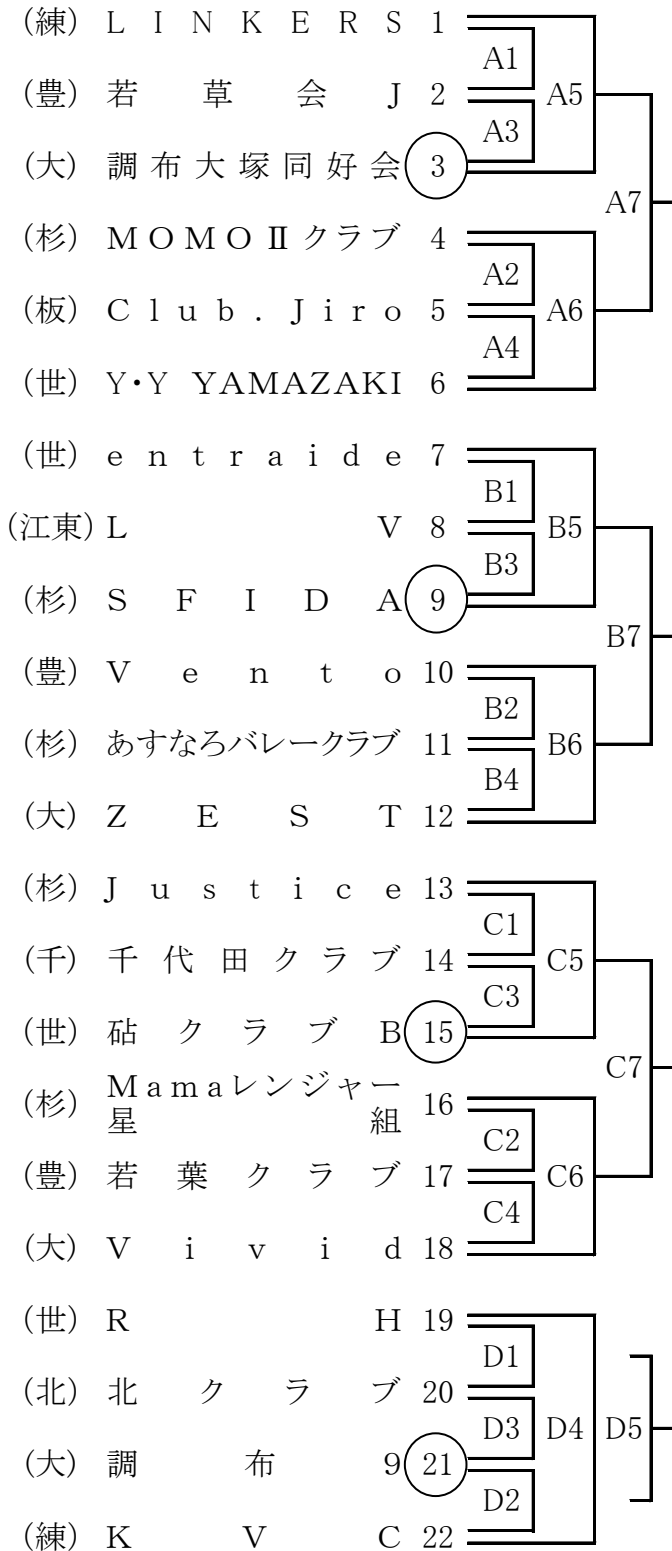 (練) LINKERS 1
A1
(豊) 若草会J 2 A5
A3
(大) 調布大塚同好会 3
A7
(杉) MOMOⅡクラブ 4
A2
(板) Club.Jiro 5 A6
A4
(世) Y・Y YAMAZAKI 6
(世) entraide 7
B1
(江東) LV 8 B5
B3
(杉) SFIDA 9
B7
(豊) Vento 10
B2
(杉) あすなろバレークラブ 11 B6
B4
(大) ZEST 12
(杉) Justice 13
C1
(千) 千代田クラブ 14 C5
C3
(世) 砧クラブB 15
C7
(杉) Mamaレンジャー 16
星組
C2
(豊) 若葉クラブ 17 C6
C4
(大) Vivid 18
(世) RH 19
D1
(北) 北クラブ 20
D3 D4 D5
(大) 調布9 21
D2
(練) KVC 22